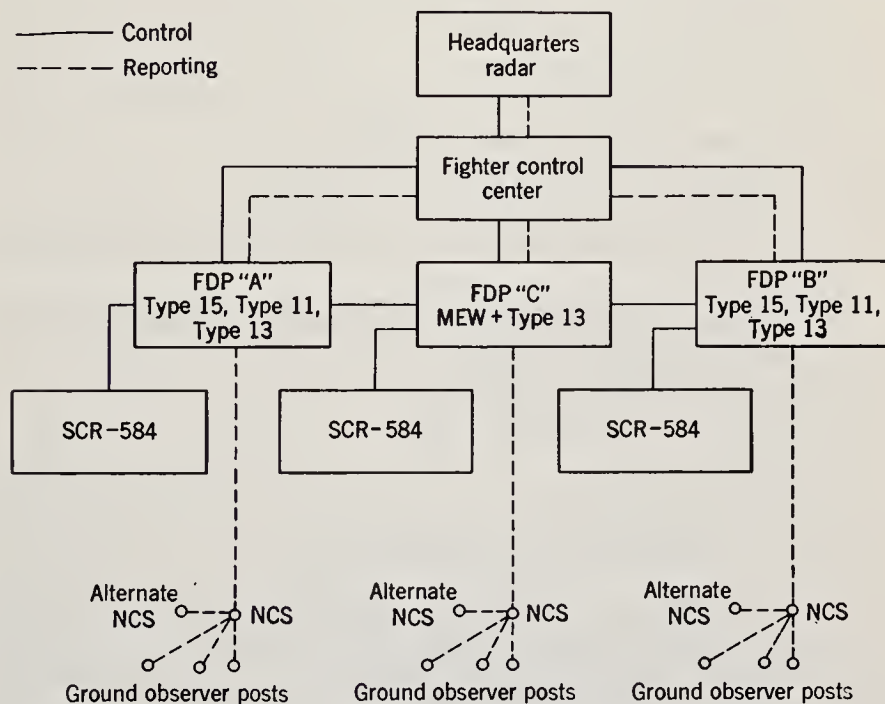 Control
Reporting
Headquarters
radar
Fighter control
center
FDP "A"
Type 15, Type 11,
Type 13
FDP "C"
MEW + Type 13
FDP "B"
Type 15, Type 11,
Type 13
SCR-584
SCR-584
SCR-584
Alternate
NCS
NCS
Alternate
NCS
NCS
Alternate
NCS
NCS
Ground observer posts
Ground observer posts
Ground observer posts